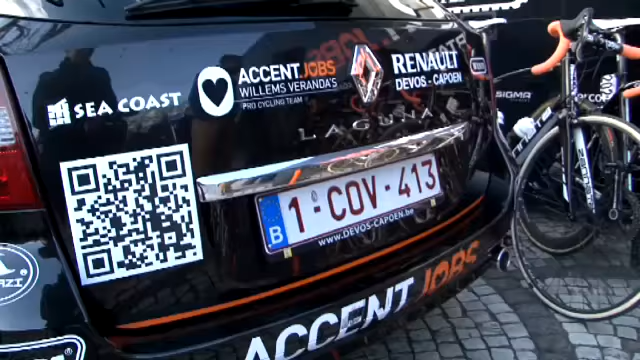 SEA COAST
ACCENT.JOBS
WILLEMS VERANDA'S
PRO CYCLING TEAM
RENAULT
DEVOS - CAPOEN
LAGUNA
SIGMA
B 1-COV-413
WWW.DEVOS-CAPOEN.be
ACCENT JOBS